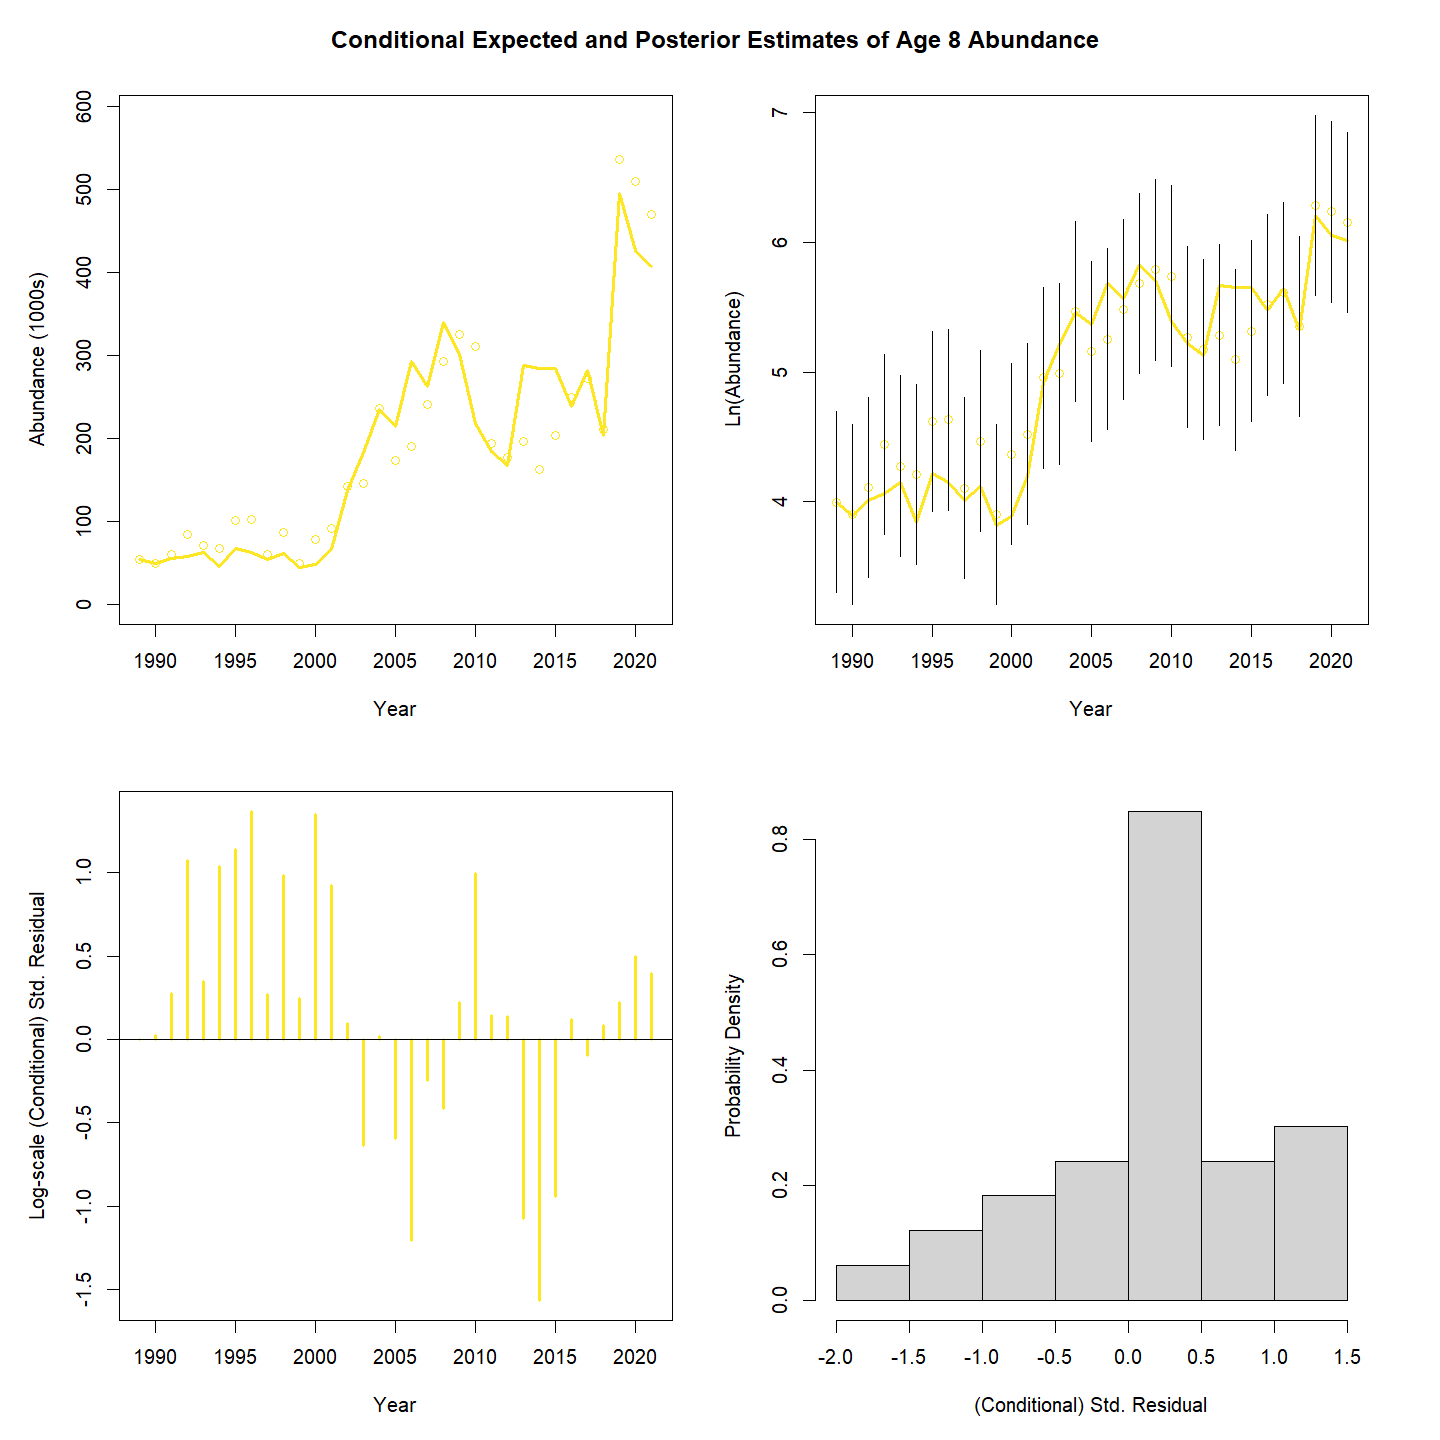 Conditional Expected and Posterior Estimates of Age 8 Abundance
Abundance (1000s)
600
500
400
300
200
100
0
1990 1995 2000 2005 2010 2015 2020
Year
Ln(Abundance)
7
6
5
4
1990 1995 2000 2005 2010 2015 2020
Year
Log-scale (Conditional) Std. Residual
1.0
0.5
0.0
-0.5
-1.0
-1.5
1990 1995 2000 2005 2010 2015 2020
Year
Probability Density
0.8
0.6
0.4
0.2
0.0
-2.0 -1.5 -1.0 -0.5 0.0 0.5 1.0 1.5
(Conditional) Std. Residual